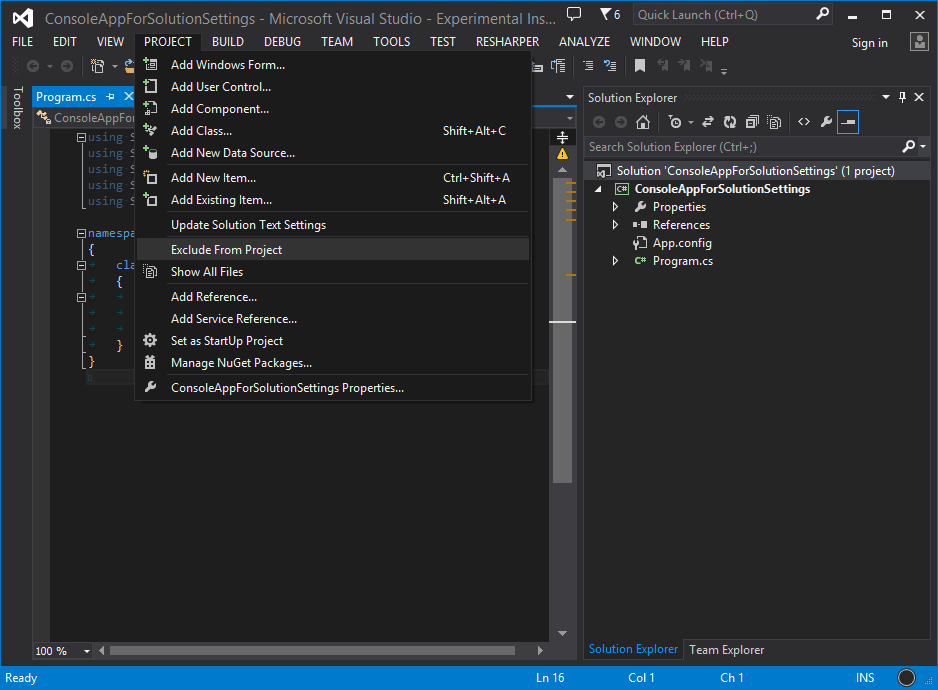 ConsoleAppForSolutionSettings - Microsoft Visual Studio - Experimental Ins...
6
Quick Launch (Ctrl+Q)
FILE EDIT VIEW PROJECT BUILD DEBUG TEAM TOOLS TEST RESHARPER ANALYZE WINDOW HELP
Sign in
Toolbox
Program.cs
ConsoleAppFor
using
using
using
using
using
namespa
{
cla
{
}
}
Add Windows Form...
Add User Control...
Add Component...
Add Class... Shift+Alt+C
Add New Data Source...
Add New Item... Ctrl+Shift+A
Add Existing Item... Shift+Alt+A
Update Solution Text Settings
Exclude From Project
Show All Files
Add Reference...
Add Service Reference...
Set as StartUp Project
Manage NuGet Packages...
ConsoleAppForSolutionSettings Properties...
100 %
Solution Explorer
Search Solution Explorer (Ctrl+;)
Solution 'ConsoleAppForSolutionSettings' (1 project)
C# ConsoleAppForSolutionSettings
Properties
References
App.config
C# Program.cs
Solution Explorer Team Explorer
Ready Ln 16 Col 1 Ch 1 INS